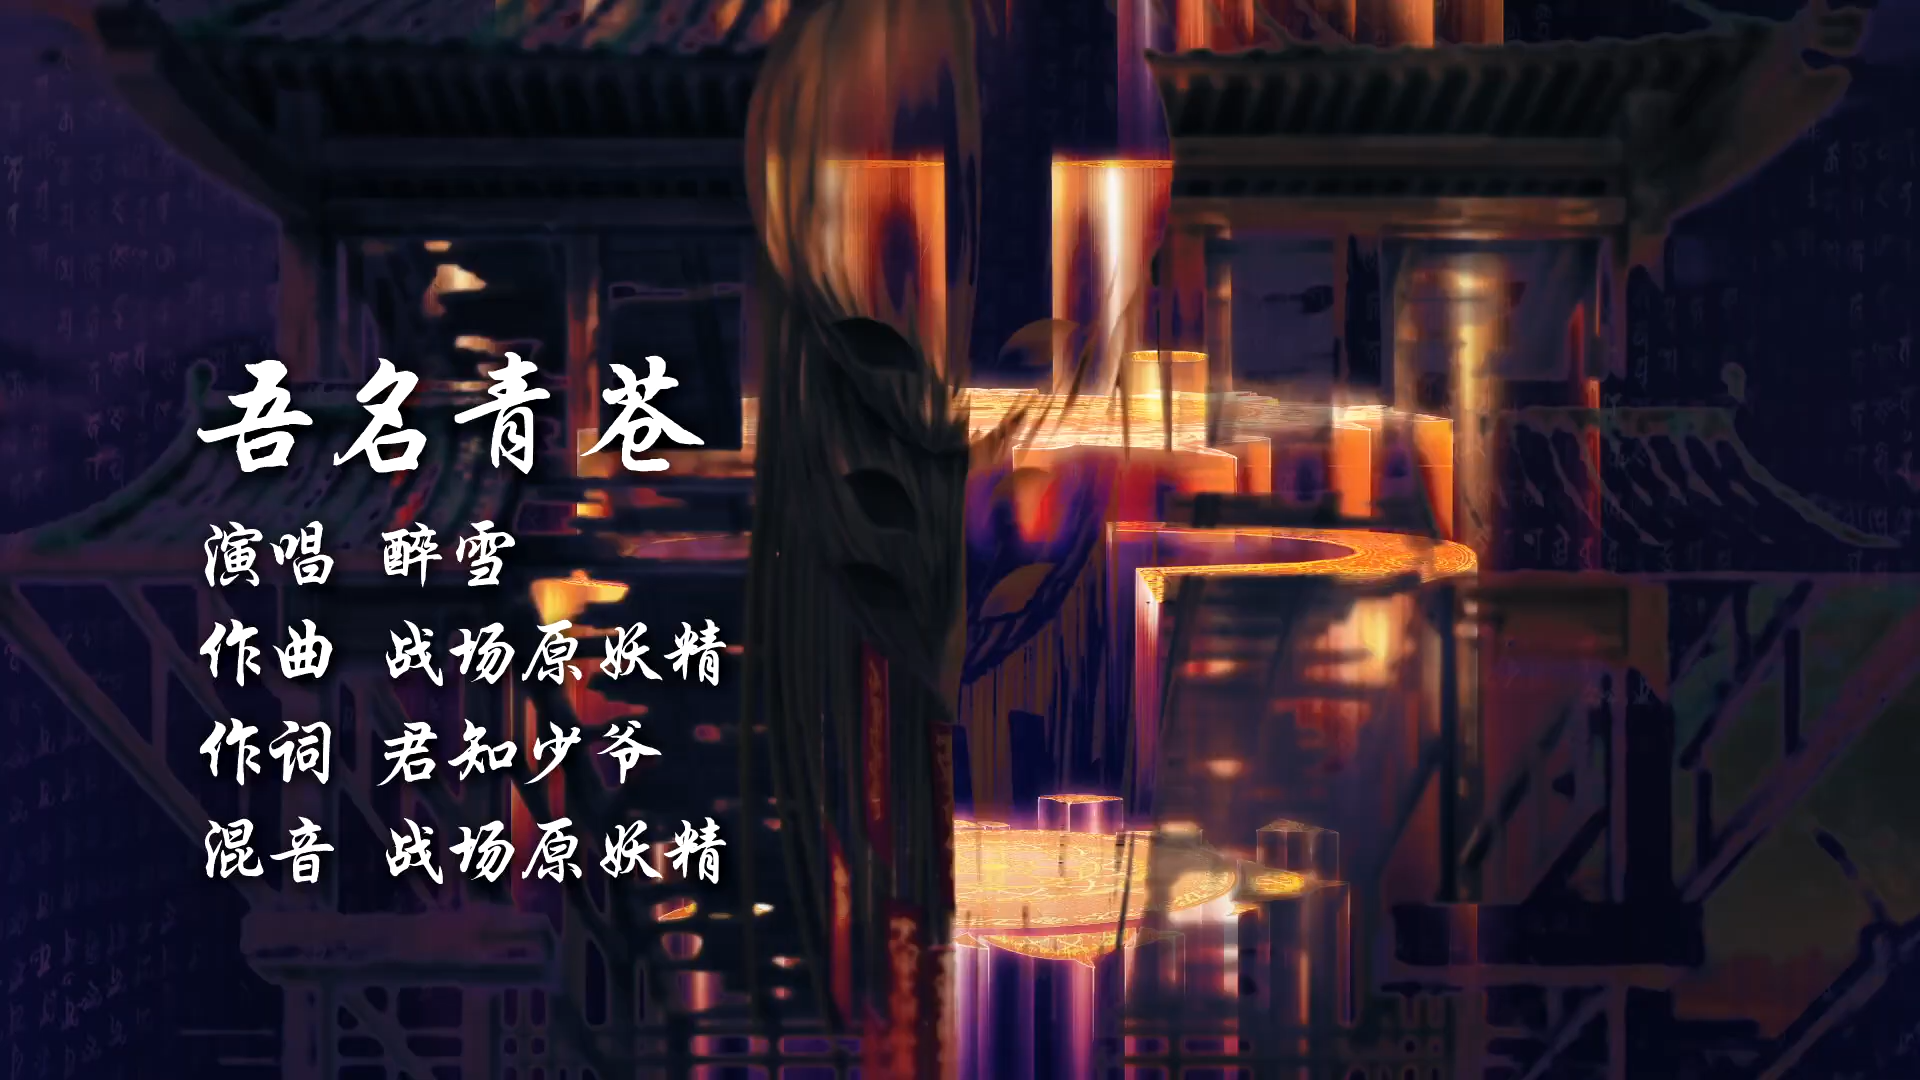 吾名青苍
演唱 醉雪
作曲 战场原妖精
作词 君知少爷
混音 战场原妖精